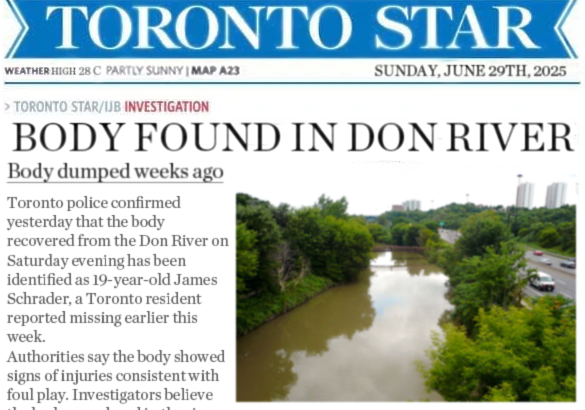 TORONTO STAR
WEATHER HIGH 28 C PARTLY SUNNY | MAP A23
SUNDAY, JUNE 29TH, 2025
> TORONTO STAR/IJB INVESTIGATION
BODY FOUND IN DON RIVER
Body dumped weeks ago
Toronto police confirmed
yesterday that the body
recovered from the Don River on
Saturday evening has been
identified as 19-year-old James
Schrader, a Toronto resident
reported missing earlier this
week.
Authorities say the body showed
signs of injuries consistent with
foul play. Investigators believe